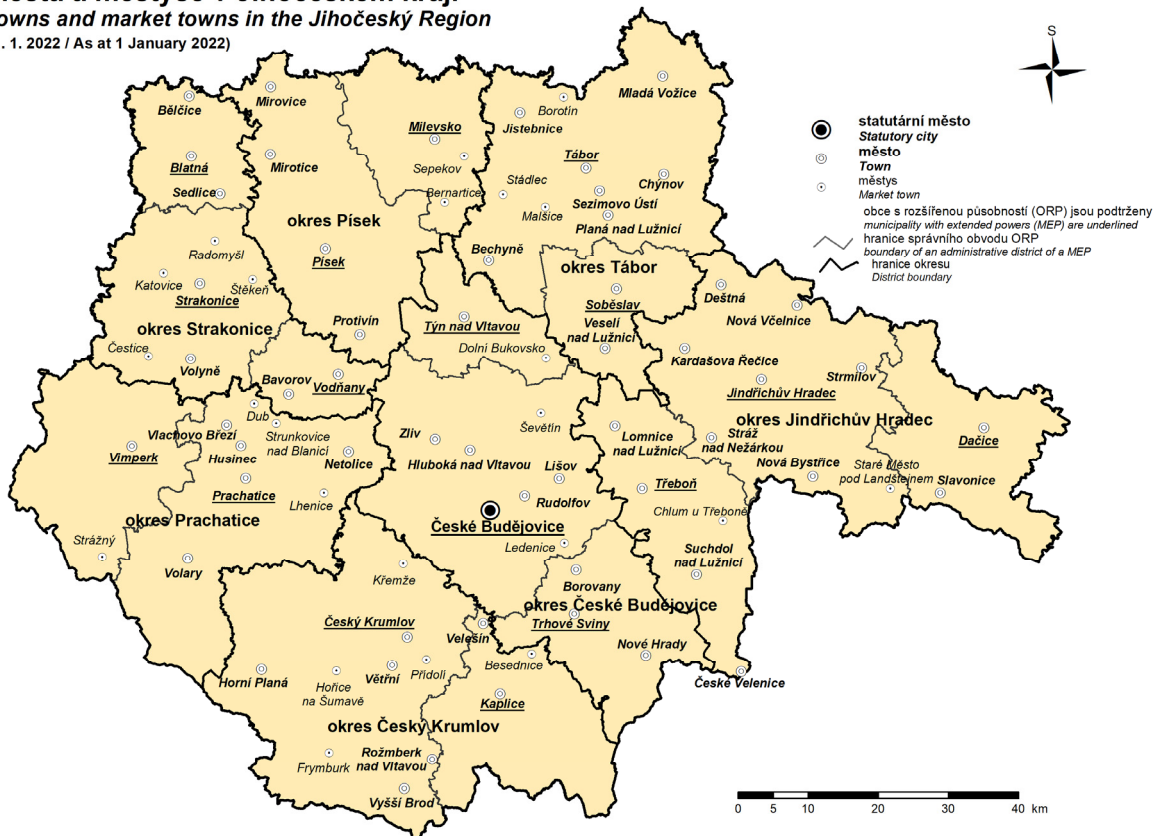 owns and market towns in the Jihočeský Region
. 1. 2022 / As at 1 January 2022)
S
statutární město
Statutory city
město
Town
městys
Market town
obce s rozšířenou působností (ORP) jsou podtrženy
municipality with extended powers (MEP) are underlined
hranice správního obvodu ORP
boundary of an administrative district of a MEP
hranice okresu
District boundary
Bělčice
Mirovice
Mladá Vožice
Borotín
Jistebnice
Milevsko
Blatná
Mirotice
Sepekov
Tábor
Chýnov
Sedlice
Bernartice
Stádlec
Sezimovo Ústí
Malšice
Planá nad Lužnicí
okres Písek
Radomyšl
Písek
Bechyně
okres Tábor
Katovice
Štěkeň
Strakonice
Soběslav
Deštná
Nová Včelnice
okres Strakonice
Protivín
Týn nad Vltavou
Veselí
nad Lužnicí
Čestice
Volyně
Dolní Bukovsko
Kardašova Řečice
Strmilov
Bavorov
Vodňany
Jindřichův Hradec
Dub
Ševětín
okres Jindřichův Hradec
Vlachovo Březí
Strunkovice
nad Blanicí
Zliv
Lomnice
nad Lužnicí
Stráž
nad Nežárkou
Dačice
Vimperk
Husinec
Netolice
Hluboká nad Vltavou
Lišov
Nová Bystřice
Staré Město
pod Landštejnem
Slavonice
Prachatice
Lhenice
Rudolfov
Třeboň
Chlum u Třeboně
okres Prachatice
České Budějovice
Strážný
Ledenice
Suchdol
nad Lužnicí
Volary
Křemže
Borovany
okres České Budějovice
Český Krumlov
Velešín
Trhové Sviny
Nové Hrady
Horní Planá
Hořice
na Šumavě
Větřní
Přídolí
Besednice
České Velenice
Kaplice
okres Český Krumlov
Frymburk
Rožmberk
nad Vltavou
Vyšší Brod
0 5 10 20 30 40 km